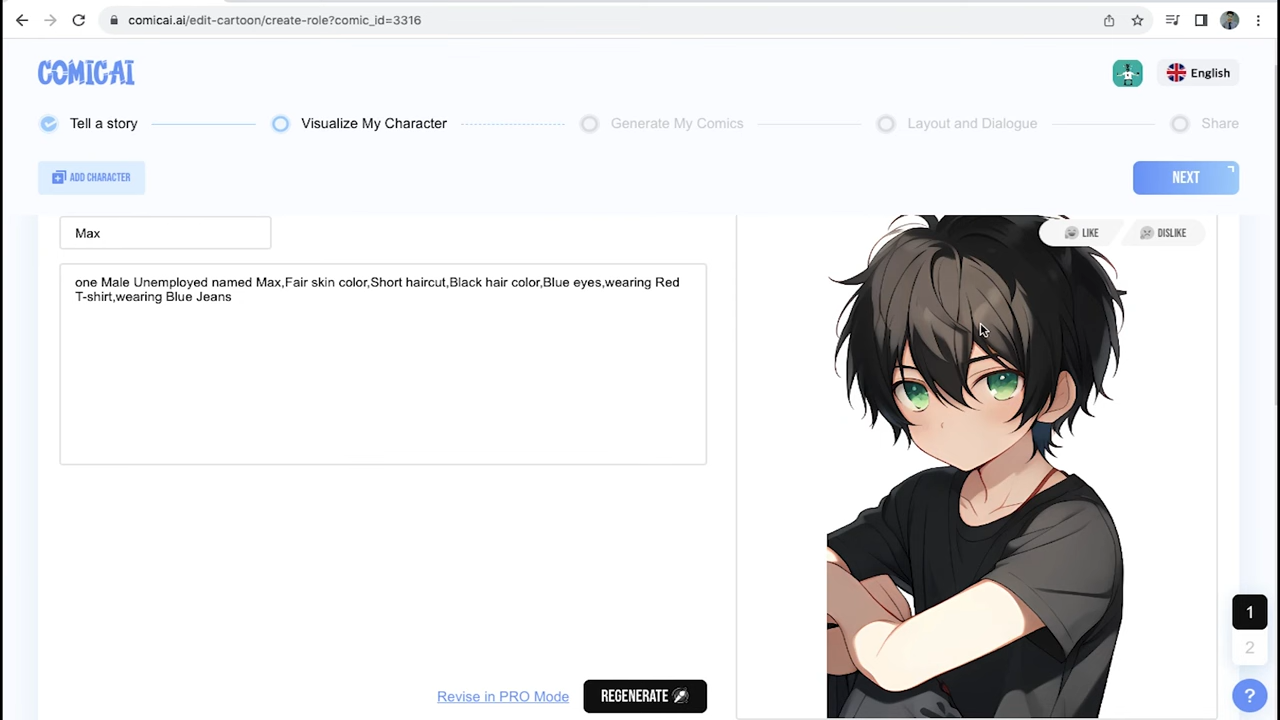 comicai.ai/edit-cartoon/create-role?comic_id=3316
COMICAI
English
Tell a story
Visualize My Character
Generate My Comics
Layout and Dialogue
Share
ADD CHARACTER
NEXT
Max
LIKE
DISLIKE
one Male Unemployed named Max,Fair skin color,Short haircut,Black hair color,Blue eyes,wearing Red
T-shirt,wearing Blue Jeans
1
2
Revise in PRO Mode
REGENERATE
?